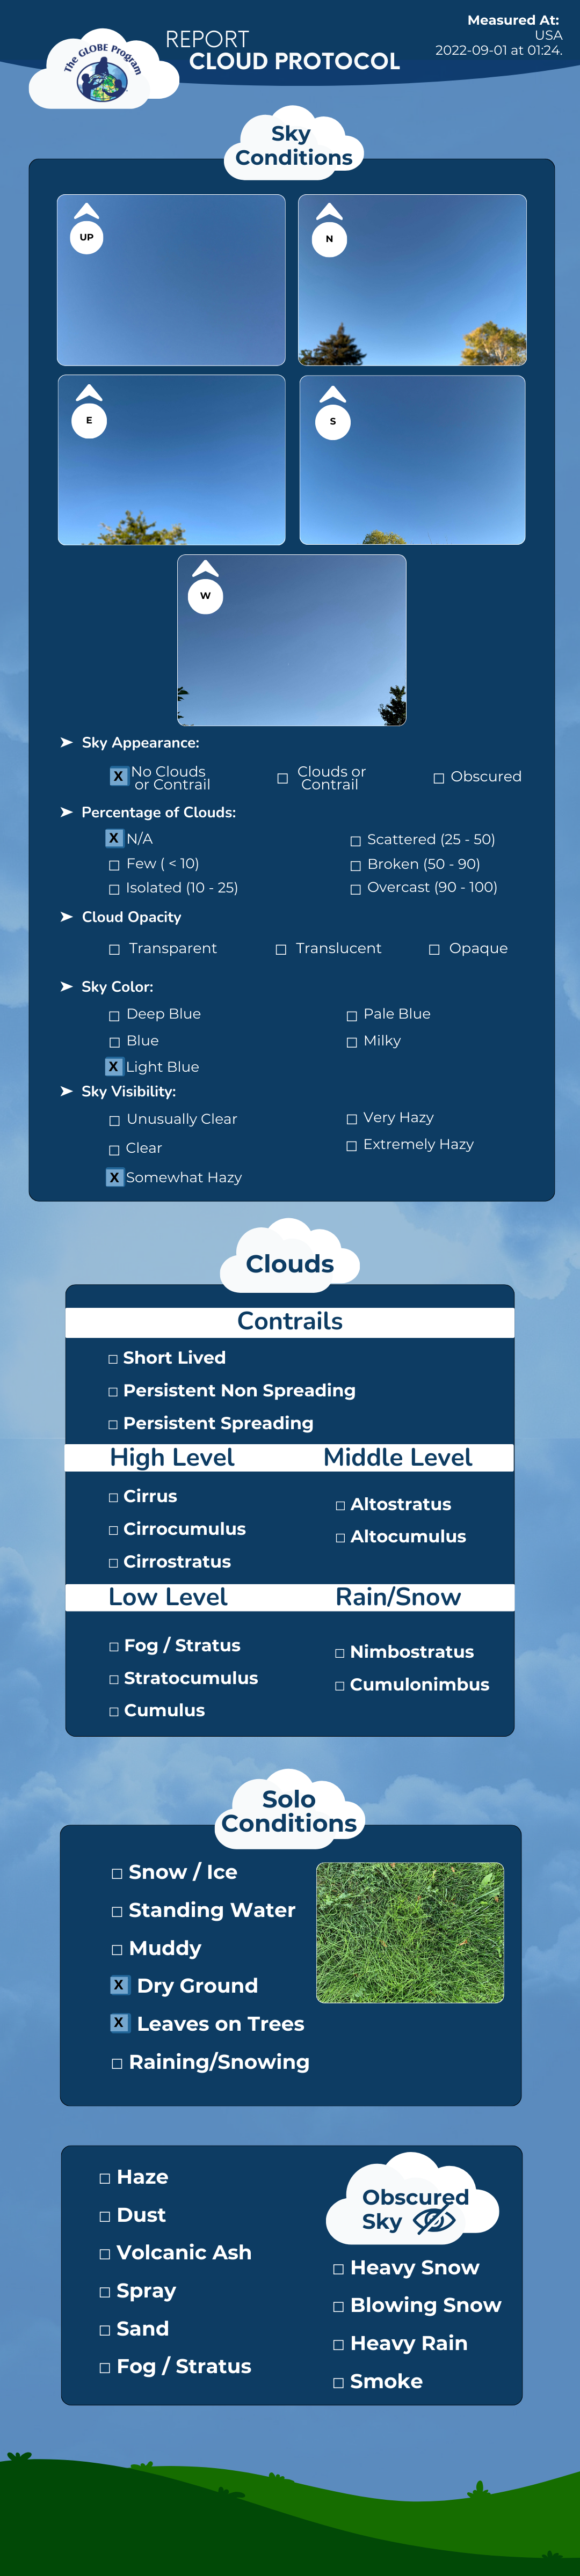 Measured At:
USA
2022-09-01 at 01:24.
The GLOBE Program
REPORT
CLOUD PROTOCOL
Sky
Conditions
UP
N
E
S
W
➤ Sky Appearance:
X No Clouds or Contrail
☐ Clouds or Contrail
☐ Obscured
➤ Percentage of Clouds:
X N/A
☐ Scattered (25 - 50)
☐ Few ( < 10)
☐ Broken (50 - 90)
☐ Isolated (10 - 25)
☐ Overcast (90 - 100)
➤ Cloud Opacity
☐ Transparent
☐ Translucent
☐ Opaque
➤ Sky Color:
☐ Deep Blue
☐ Pale Blue
☐ Blue
☐ Milky
X Light Blue
➤ Sky Visibility:
☐ Unusually Clear
☐ Very Hazy
☐ Clear
☐ Extremely Hazy
X Somewhat Hazy
Clouds
Contrails
☐ Short Lived
☐ Persistent Non Spreading
☐ Persistent Spreading
High Level
Middle Level
☐ Cirrus
☐ Cirrocumulus
☐ Cirrostratus
☐ Altostratus
☐ Altocumulus
Low Level
Rain/Snow
☐ Fog / Stratus
☐ Stratocumulus
☐ Cumulus
☐ Nimbostratus
☐ Cumulonimbus
Solo
Conditions
☐ Snow / Ice
☐ Standing Water
☐ Muddy
X Dry Ground
X Leaves on Trees
☐ Raining/Snowing
☐ Haze
☐ Dust
☐ Volcanic Ash
☐ Spray
☐ Sand
☐ Fog / Stratus
Obscured
Sky
☐ Heavy Snow
☐ Blowing Snow
☐ Heavy Rain
☐ Smoke